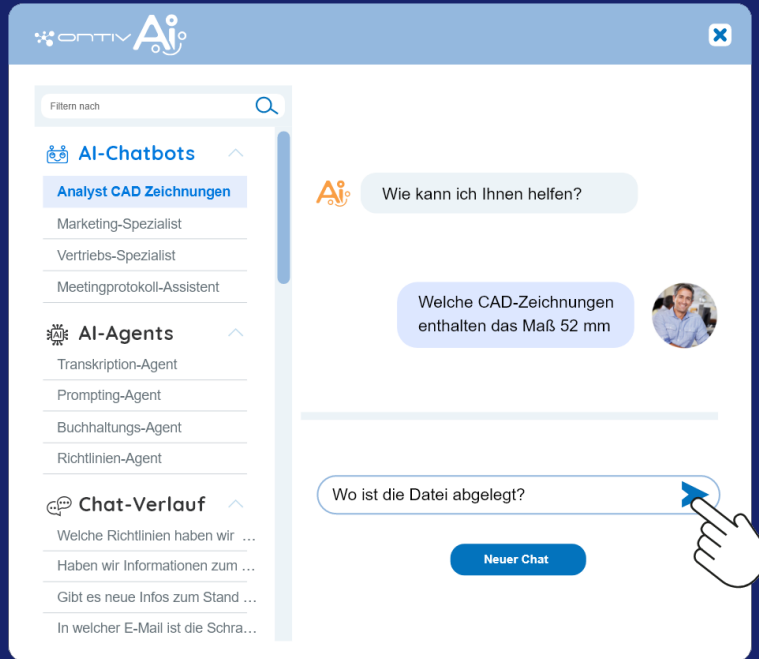 ONTIV Ai
Filtern nach
AI-Chatbots
Analyst CAD Zeichnungen
Marketing-Spezialist
Vertriebs-Spezialist
Meetingprotokoll-Assistent
AI
AI-Agents
Transkription-Agent
Prompting-Agent
Buchhaltungs-Agent
Richtlinien-Agent
Chat-Verlauf
Welche Richtlinien haben wir ...
Haben wir Informationen zum ...
Gibt es neue Infos zum Stand ...
In welcher E-Mail ist die Schra...
Ai
Wie kann ich Ihnen helfen?
Welche CAD-Zeichnungen
enthalten das Maß 52 mm
Wo ist die Datei abgelegt?
Neuer Chat